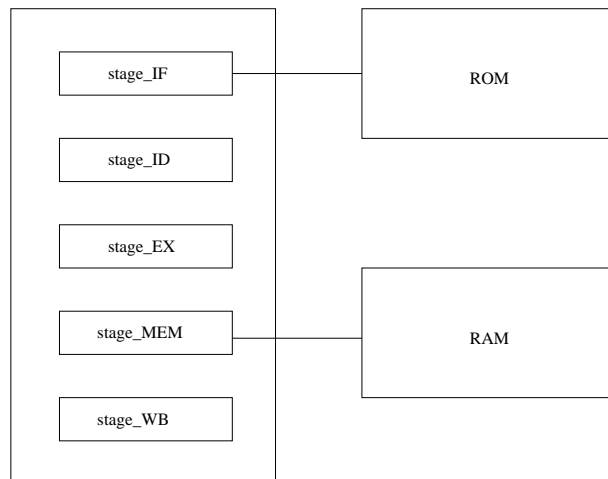 stage_IF
ROM
stage_ID
stage_EX
stage_MEM
RAM
stage_WB